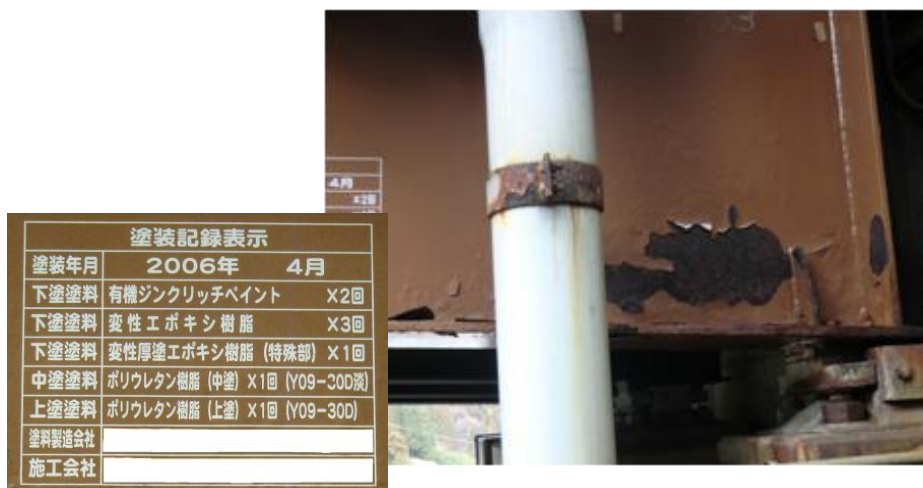 塗装記録表示
塗装年月 2006年 4月
下塗塗料 有機ジンクリッチペイント ×2回
下塗塗料 変性エポキシ樹脂 ×3回
下塗塗料 変性厚塗エポキシ樹脂 (特殊部) ×1回
中塗塗料 ポリウレタン樹脂 (中塗) ×1回 (Y09-30D淡)
上塗塗料 ポリウレタン樹脂 (上塗) ×1回 (Y09-30D)
塗料製造会社
施工会社
4月
×2回